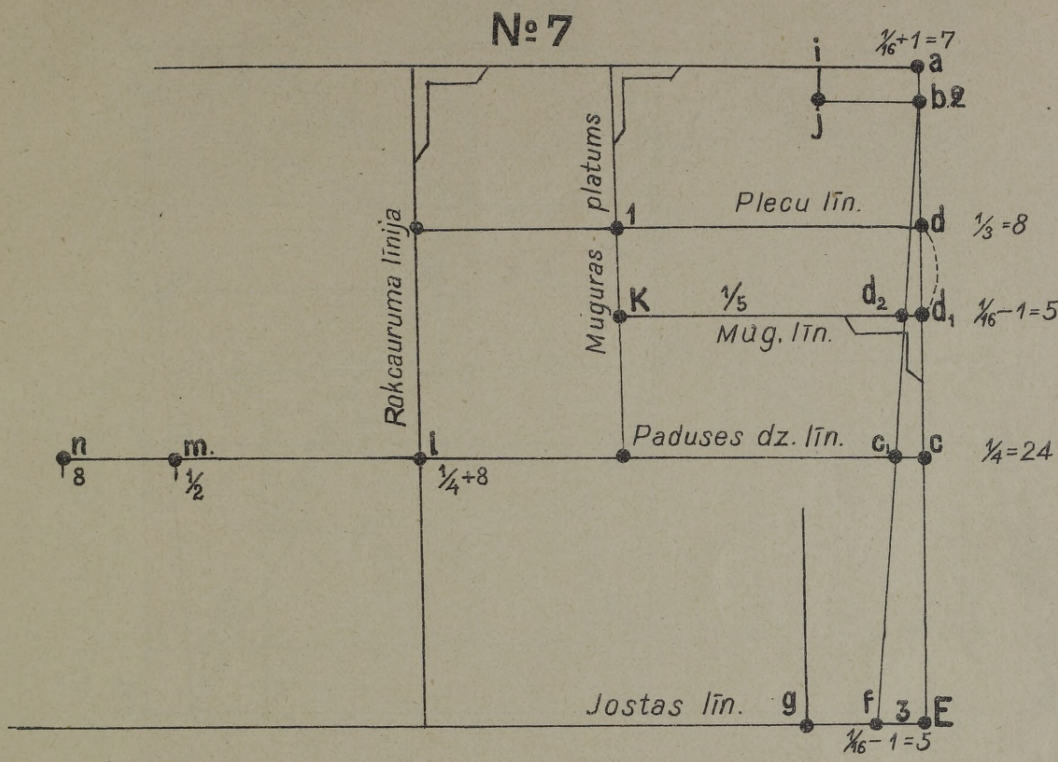 № 7
1/16+1=7
i
a
b.2
j
Muguras platums
Rokcauruma līnija
1
Plecu līn.
d
1/3=8
K
1/5
d2
d1
1/16-1=5
Mug. līn.
n
m.
l
Paduses dz. līn.
c1
c
1/4=24
8
1/2
1/4+8
Jostas līn.
g
f
3
E
1/16-1=5